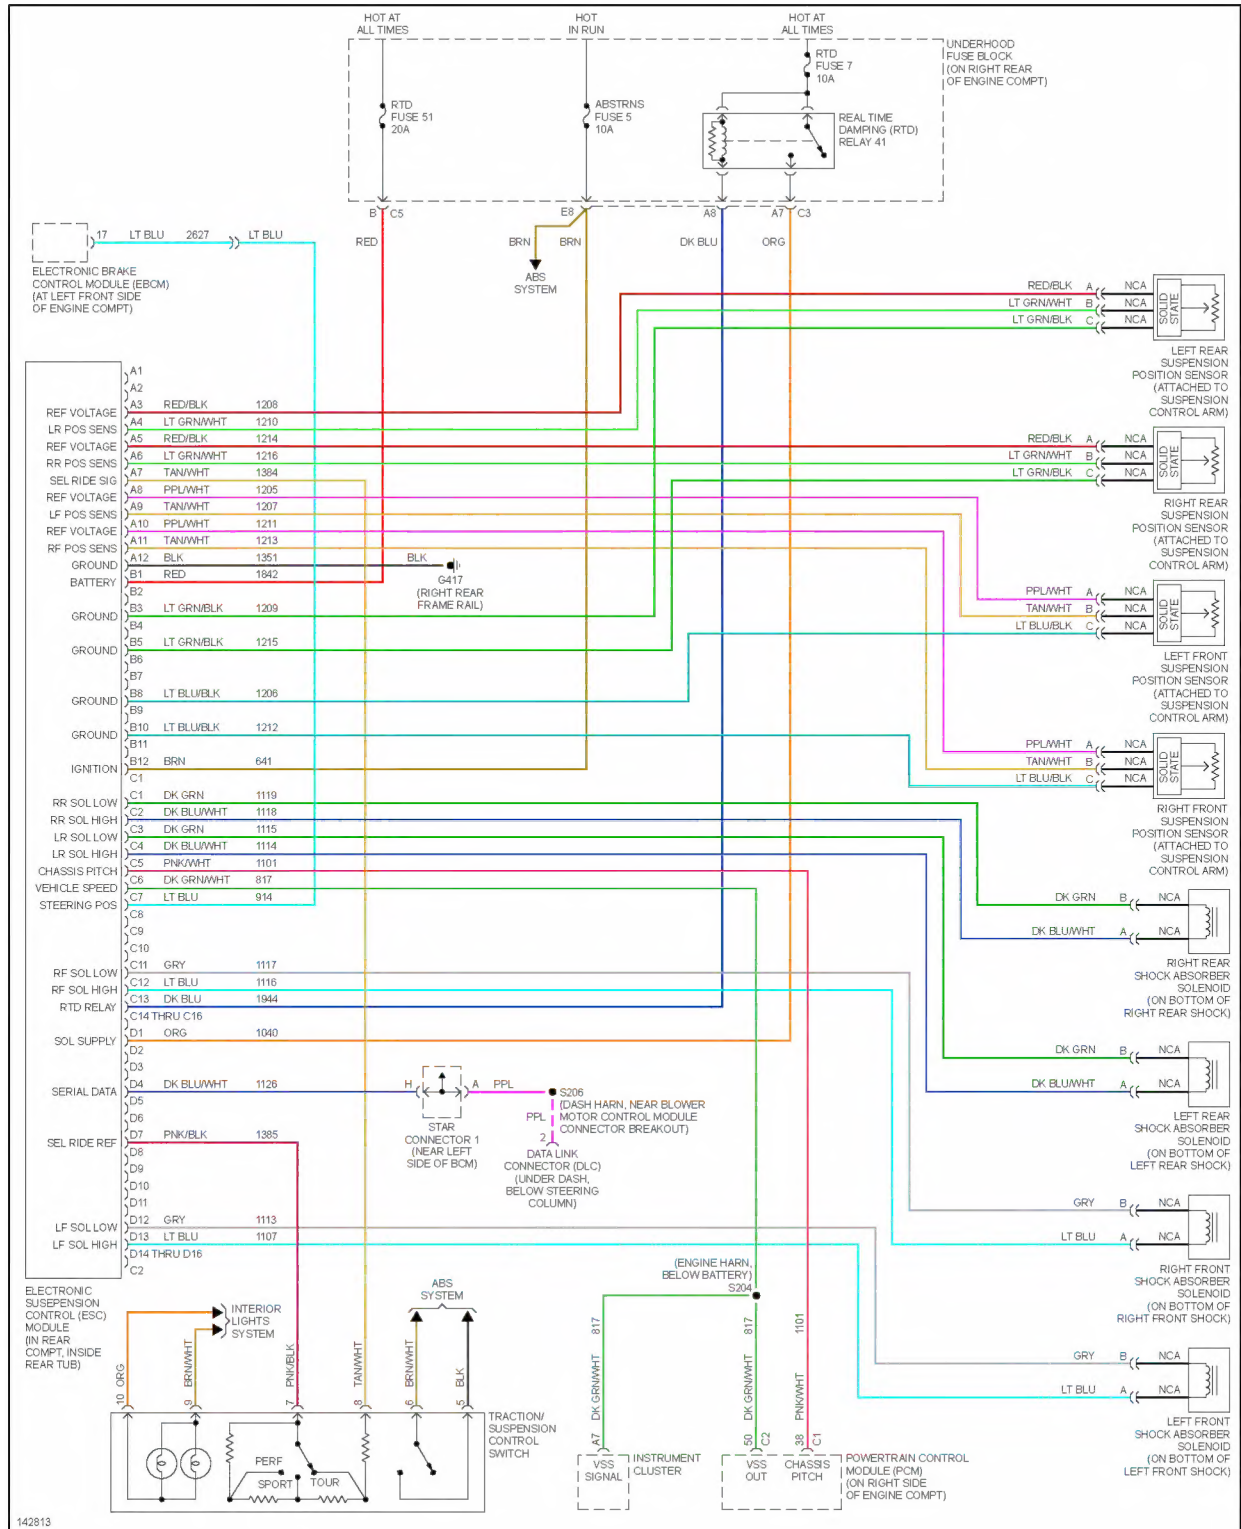 HOT AT
ALL TIMES
HOT
IN RUN
HOT AT
ALL TIMES
RTD
FUSE 51
20A
ABSTRNS
FUSE 5
10A
RTD
FUSE 7
10A
REAL TIME
DAMPING (RTD)
RELAY 41
UNDERHOOD
FUSE BLOCK
(ON RIGHT REAR
OF ENGINE COMPT)
B C5
E8
A8
A7 C3
RED
BRN
BRN
DK BLU
ORG
ABS
SYSTEM
17 LT BLU 2627 LT BLU
ELECTRONIC BRAKE
CONTROL MODULE (EBCM)
(AT LEFT FRONT SIDE
OF ENGINE COMPT)
A1
A2
REF VOLTAGE A3 RED/BLK 1208
LR POS SENS A4 LT GRN/WHT 1210
REF VOLTAGE A5 RED/BLK 1214
RR POS SENS A6 LT GRN/WHT 1216
SEL RIDE SIG A7 TAN/WHT 1384
REF VOLTAGE A8 PPL/WHT 1205
LF POS SENS A9 TAN/WHT 1207
REF VOLTAGE A10 PPL/WHT 1211
RF POS SENS A11 TAN/WHT 1213
GROUND A12 BLK 1351 BLK
BATTERY B1 RED 1842
G417
(RIGHT REAR
FRAME RAIL)
B2
GROUND B3 LT GRN/BLK 1209
B4
GROUND B5 LT GRN/BLK 1215
B6
B7
GROUND B8 LT BLU/BLK 1206
B9
GROUND B10 LT BLU/BLK 1212
B11
IGNITION B12 BRN 641
C1
RR SOL LOW C1 DK GRN 1119
RR SOL HIGH C2 DK BLU/WHT 1118
LR SOL LOW C3 DK GRN 1115
LR SOL HIGH C4 DK BLU/WHT 1114
CHASSIS PITCH C5 PNK/WHT 1101
VEHICLE SPEED C6 DK GRN/WHT 817
STEERING POS C7 LT BLU 914
C8
C9
C10
RF SOL LOW C11 GRY 1117
RF SOL HIGH C12 LT BLU 1116
RTD RELAY C13 DK BLU 1944
C14 THRU C16
SOL SUPPLY D1 ORG 1040
D2
D3
SERIAL DATA D4 DK BLU/WHT 1126
D5
D6
SEL RIDE REF D7 PNK/BLK 1385
D8
D9
D10
D11
LF SOL LOW D12 GRY 1113
LF SOL HIGH D13 LT BLU 1107
D14 THRU D16
C2
ELECTRONIC
SUSEPENSION
CONTROL (ESC)
MODULE
(IN REAR
COMPT, INSIDE
REAR TUB)
H A PPL
STAR
CONNECTOR 1
(NEAR LEFT
SIDE OF BCM)
S206
(DASH HARN, NEAR BLOWER
MOTOR CONTROL MODULE
CONNECTOR BREAKOUT)
PPL
2
DATA LINK
CONNECTOR (DLC)
(UNDER DASH,
BELOW STEERING
COLUMN)
RED/BLK A NCA
LT GRN/WHT B NCA
LT GRN/BLK C NCA
SOLID
STATE
LEFT REAR
SUSPENSION
POSITION SENSOR
(ATTACHED TO
SUSPENSION
CONTROL ARM)
RED/BLK A NCA
LT GRN/WHT B NCA
LT GRN/BLK C NCA
SOLID
STATE
RIGHT REAR
SUSPENSION
POSITION SENSOR
(ATTACHED TO
SUSPENSION
CONTROL ARM)
PPL/WHT A NCA
TAN/WHT B NCA
LT BLU/BLK C NCA
SOLID
STATE
LEFT FRONT
SUSPENSION
POSITION SENSOR
(ATTACHED TO
SUSPENSION
CONTROL ARM)
PPL/WHT A NCA
TAN/WHT B NCA
LT BLU/BLK C NCA
SOLID
STATE
RIGHT FRONT
SUSPENSION
POSITION SENSOR
(ATTACHED TO
SUSPENSION
CONTROL ARM)
DK GRN B NCA
DK BLU/WHT A NCA
RIGHT REAR
SHOCK ABSORBER
SOLENOID
(ON BOTTOM OF
RIGHT REAR SHOCK)
DK GRN B NCA
DK BLU/WHT A NCA
LEFT REAR
SHOCK ABSORBER
SOLENOID
(ON BOTTOM OF
LEFT REAR SHOCK)
GRY B NCA
LT BLU A NCA
RIGHT FRONT
SHOCK ABSORBER
SOLENOID
(ON BOTTOM OF
RIGHT FRONT SHOCK)
GRY B NCA
LT BLU A NCA
LEFT FRONT
SHOCK ABSORBER
SOLENOID
(ON BOTTOM OF
LEFT FRONT SHOCK)
INTERIOR
LIGHTS
SYSTEM
ABS
SYSTEM
10 ORG
9 BRN/WHT
7 PNK/BLK
8 TAN/WHT
6 BRN/WHT
5 BLK
TRACTION/
SUSPENSION
CONTROL
SWITCH
PERF
SPORT
TOUR
(ENGINE HARN,
BELOW BATTERY)
S204
A7 DK GRN/WHT 817
50 DK GRN/WHT 817
C2
38 PNK/WHT 1101
C1
VSS
SIGNAL
INSTRUMENT
CLUSTER
VSS
OUT
CHASSIS
PITCH
POWERTRAIN CONTROL
MODULE (PCM)
(ON RIGHT SIDE
OF ENGINE COMPT)
142813